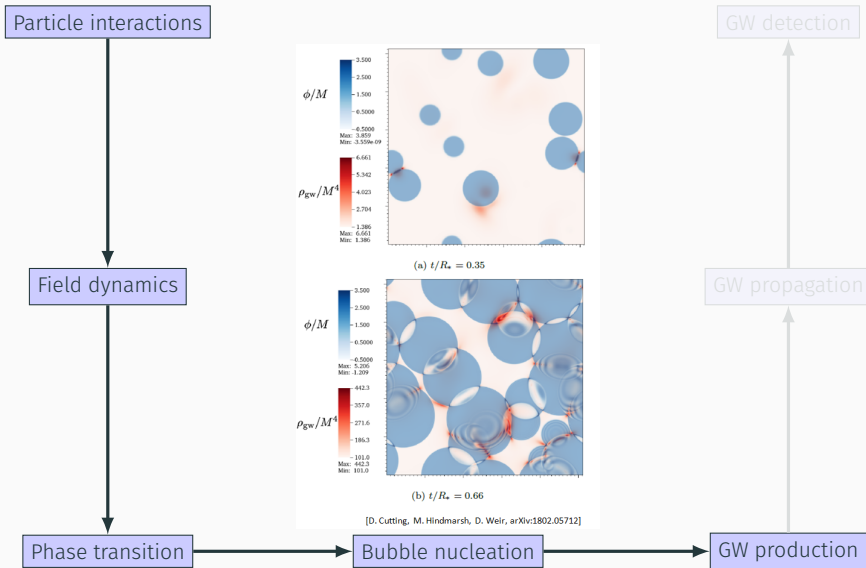 Particle interactions
GW detection
ϕ/M
3.500
2.500
1.500
0.5000
−0.5000
Max: 3.859
Min: 3.559e-09
ρgw/M⁴
6.661
5.342
4.023
2.704
1.386
Max: 6.661
Min: 1.386
(a) t/R* = 0.35
Field dynamics
GW propagation
ϕ/M
3.500
2.500
1.500
0.5000
−0.5000
Max: 5.206
Min: -1.209
ρgw/M⁴
442.3
357.0
271.6
186.3
101.0
Max: 442.3
Min: 101.0
(b) t/R* = 0.66
[D. Cutting, M. Hindmarsh, D. Weir, arXiv:1802.05712]
Phase transition
Bubble nucleation
GW production